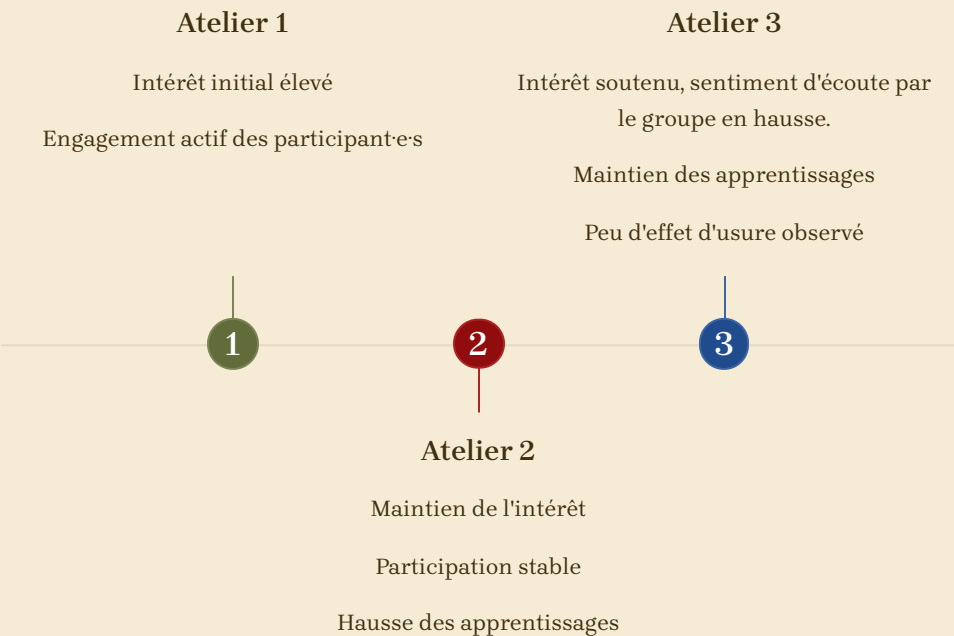 Atelier 1
Intérêt initial élevé
Engagement actif des participant·e·s
Atelier 3
Intérêt soutenu, sentiment d'écoute par
le groupe en hausse.
Maintien des apprentissages
Peu d'effet d'usure observé
1
2
3
Atelier 2
Maintien de l'intérêt
Participation stable
Hausse des apprentissages